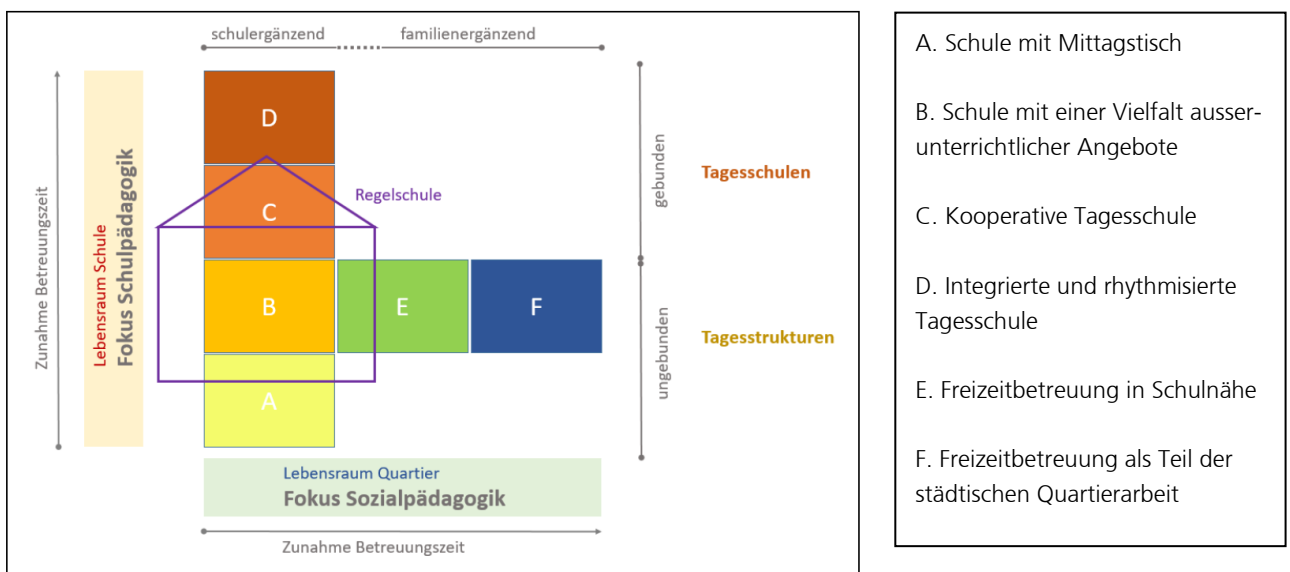 schulergänzend
familienergänzend
Zunahme Betreuungszeit
Lebensraum Schule
Fokus Schulpädagogik
D
C
B
A
E
F
Regelschule
gebunden
ungebunden
Tagesschulen
Tagesstrukturen
Lebensraum Quartier
Fokus Sozialpädagogik
Zunahme Betreuungszeit
A. Schule mit Mittagstisch
B. Schule mit einer Vielfalt ausser-
unterrichtlicher Angebote
C. Kooperative Tagesschule
D. Integrierte und rhythmisierte
Tagesschule
E. Freizeitbetreuung in Schulnähe
F. Freizeitbetreuung als Teil der
städtischen Quartierarbeit